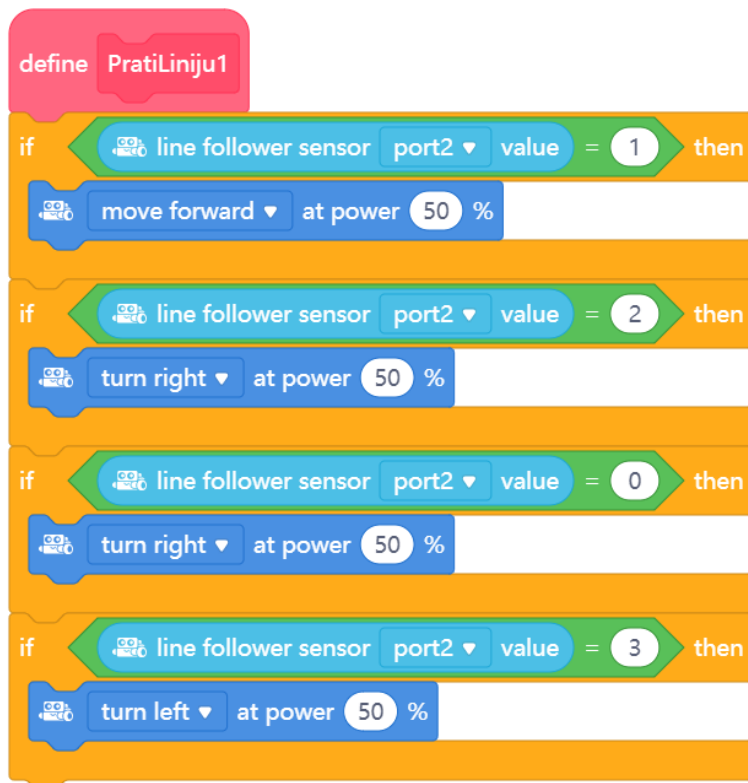 define PratiLiniju1
if line follower sensor port2 value = 1 then
move forward at power 50 %
if line follower sensor port2 value = 2 then
turn right at power 50 %
if line follower sensor port2 value = 0 then
turn right at power 50 %
if line follower sensor port2 value = 3 then
turn left at power 50 %